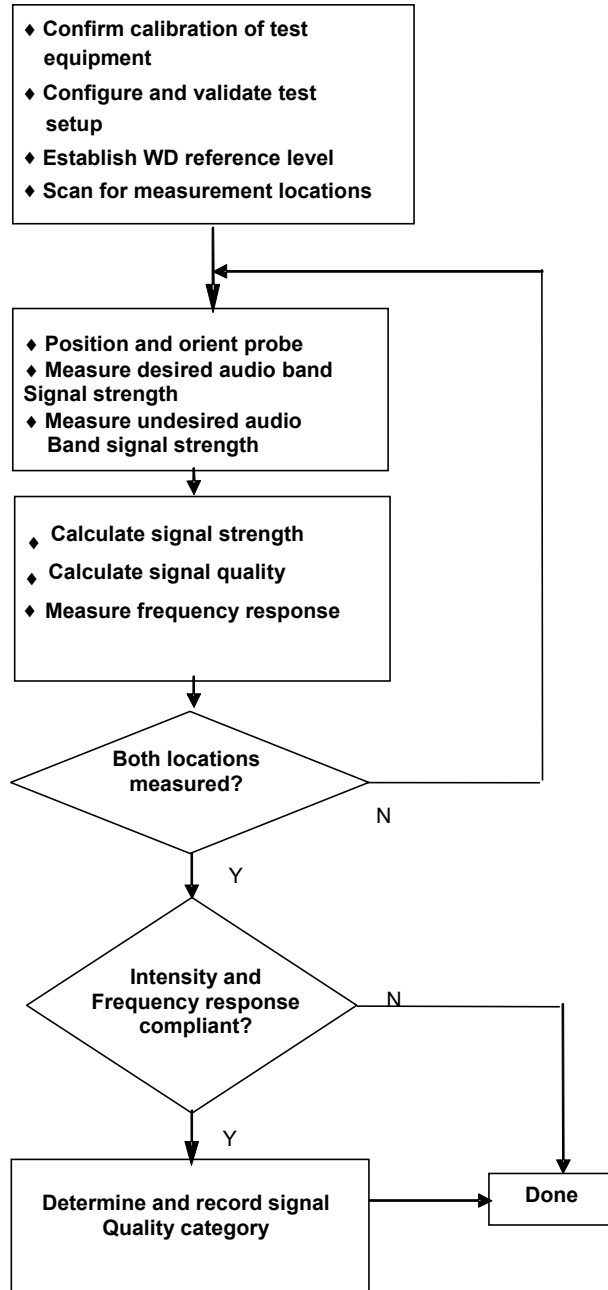 ♦ Confirm calibration of test
equipment
♦ Configure and validate test
setup
♦ Establish WD reference level
♦ Scan for measurement locations
♦ Position and orient probe
♦ Measure desired audio band
Signal strength
♦ Measure undesired audio
Band signal strength
♦ Calculate signal strength
♦ Calculate signal quality
♦ Measure frequency response
Both locations
measured?
N
Y
Intensity and
Frequency response
compliant?
N
Y
Determine and record signal
Quality category
Done